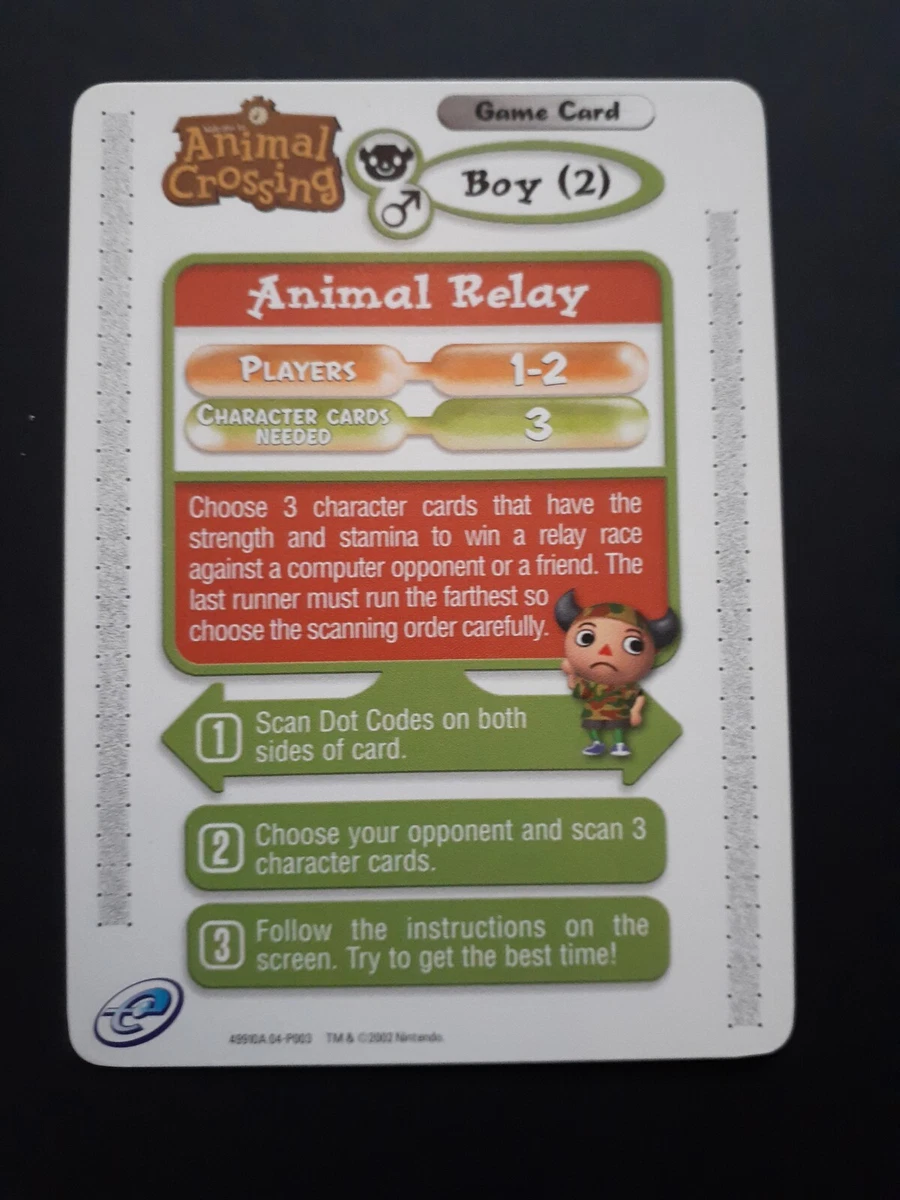 Animal
Crossing
Game Card
Boy (2)
Animal Relay
PLAYERS
1-2
CHARACTER CARDS
NEEDED
3
Choose 3 character cards that have the
strength and stamina to win a relay race
against a computer opponent or a friend. The
last runner must run the farthest so
choose the scanning order carefully.
1
Scan Dot Codes on both
sides of card.
2
Choose your opponent and scan 3
character cards.
3
Follow the instructions on the
screen. Try to get the best time!
e
TM & ©2002 Nintendo.